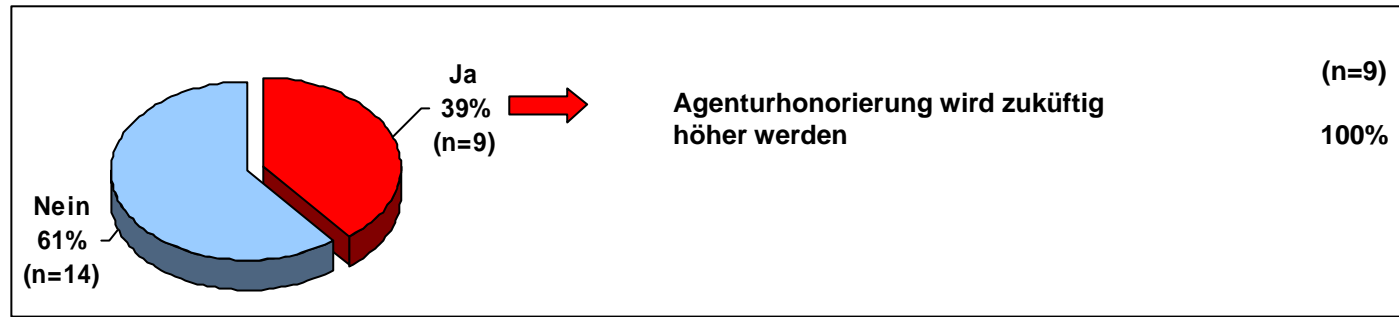 Ja
39%
(n=9)
Nein
61%
(n=14)
(n=9)
Agenturhonorierung wird zuküftig
höher werden 100%